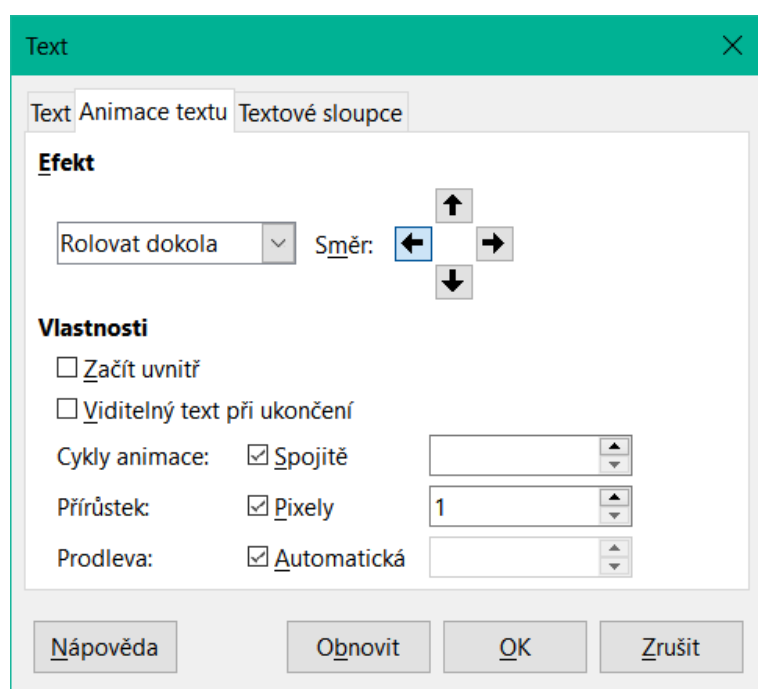 Text
Text Animace textu Textové sloupce
Efekt
Rolovat dokola Směr:
Vlastnosti
Začít uvnitř
Viditelný text při ukončení
Cykly animace: Spojitě
Přírůstek: Pixely 1
Prodleva: Automatická
Nápověda Obnovit OK Zrušit